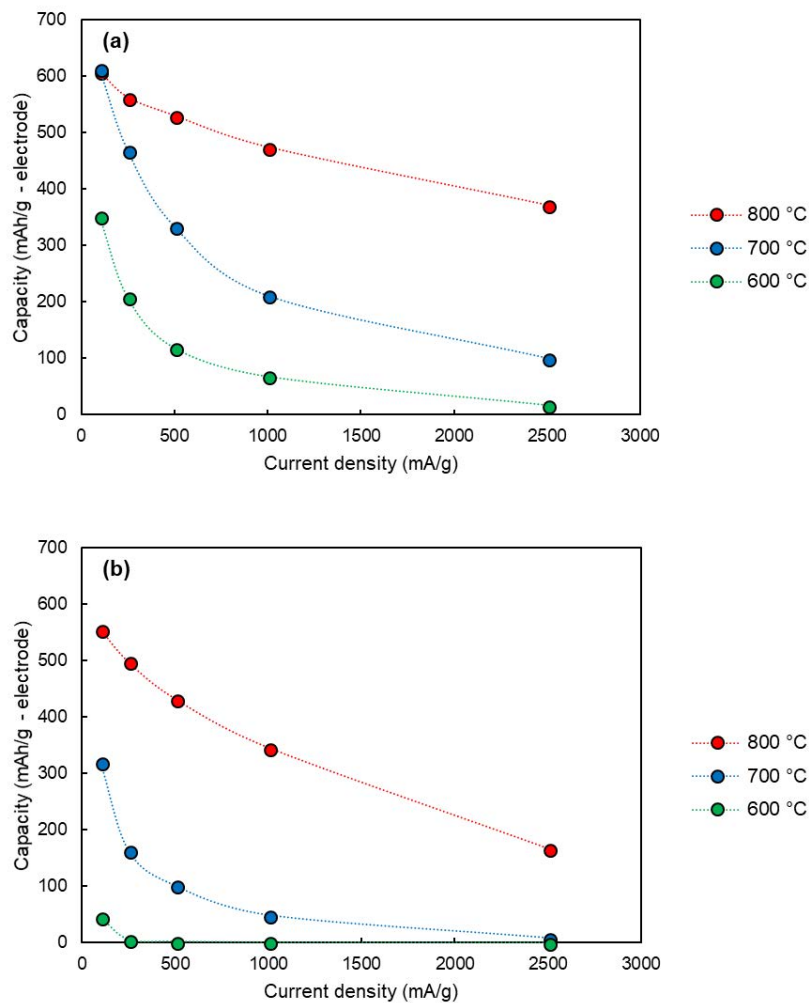 (a)
700
600
500
400
300
200
100
0
Capacity (mAh/g - electrode)
0 500 1000 1500 2000 2500 3000
Current density (mA/g)
800 °C
700 °C
600 °C
(b)
700
600
500
400
300
200
100
0
Capacity (mAh/g - electrode)
0 500 1000 1500 2000 2500 3000
Current density (mA/g)
800 °C
700 °C
600 °C